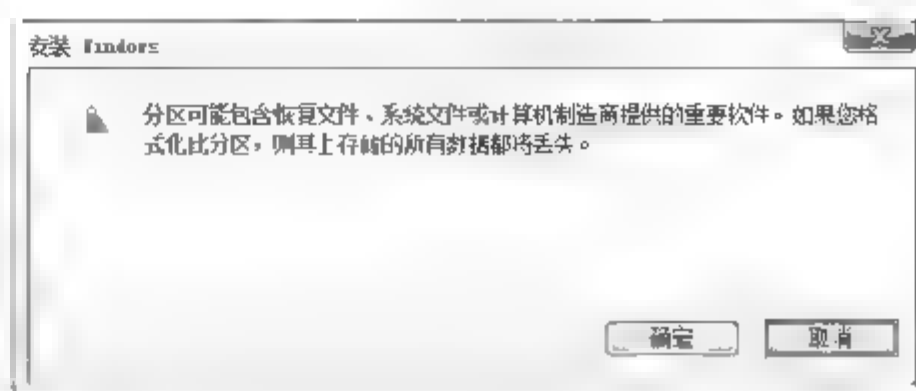 安装 Windows
分区可能包含恢复文件、系统文件或计算机制造商提供的重要软件。如果您格
式化此分区，则其上存储的所有数据都将丢失。
确定
取消